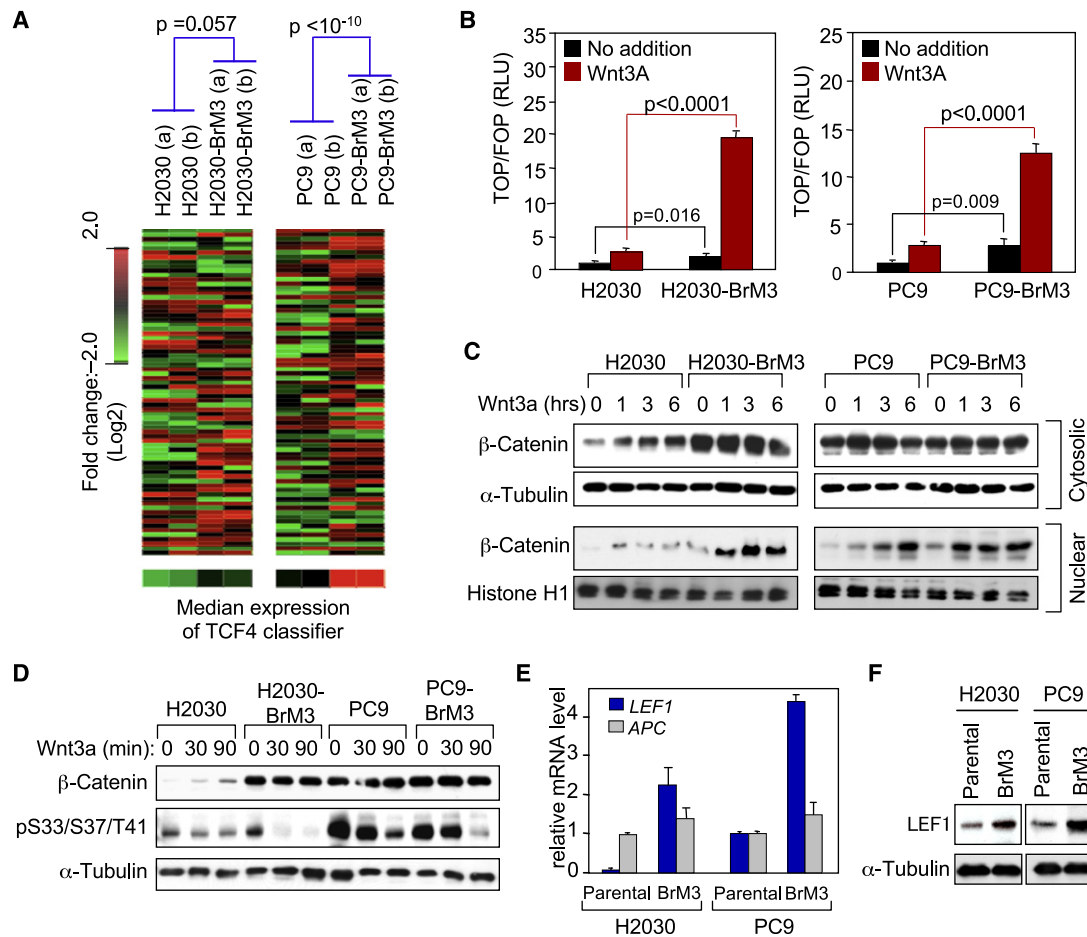 A
p =0.057
p <10-10
H2030 (a)
H2030 (b)
H2030-BrM3 (a)
H2030-BrM3 (b)
PC9 (a)
PC9 (b)
PC9-BrM3 (a)
PC9-BrM3 (b)
2.0
Fold change:–2.0
(Log2)
Median expression
of TCF4 classifier
B
35
30
25
20
15
10
5
0
TOP/FOP (RLU)
No addition
Wnt3A
p<0.0001
p=0.016
H2030
H2030-BrM3
25
20
15
10
5
0
TOP/FOP (RLU)
No addition
Wnt3A
p<0.0001
p=0.009
PC9
PC9-BrM3
C
H2030
H2030-BrM3
PC9
PC9-BrM3
Wnt3a (hrs) 0 1 3 6 0 1 3 6 0 1 3 6 0 1 3 6
β-Catenin
α-Tubulin
Cytosolic
β-Catenin
Histone H1
Nuclear
D
H2030
H2030-
BrM3
PC9
PC9-
BrM3
Wnt3a (min): 0 30 90 0 30 90 0 30 90 0 30 90
β-Catenin
pS33/S37/T41
α-Tubulin
E
LEF1
APC
relative mRNA level
4
3
2
1
0
Parental BrM3 Parental BrM3
H2030 PC9
F
H2030 PC9
Parental
BrM3
Parental
BrM3
LEF1
α-Tubulin